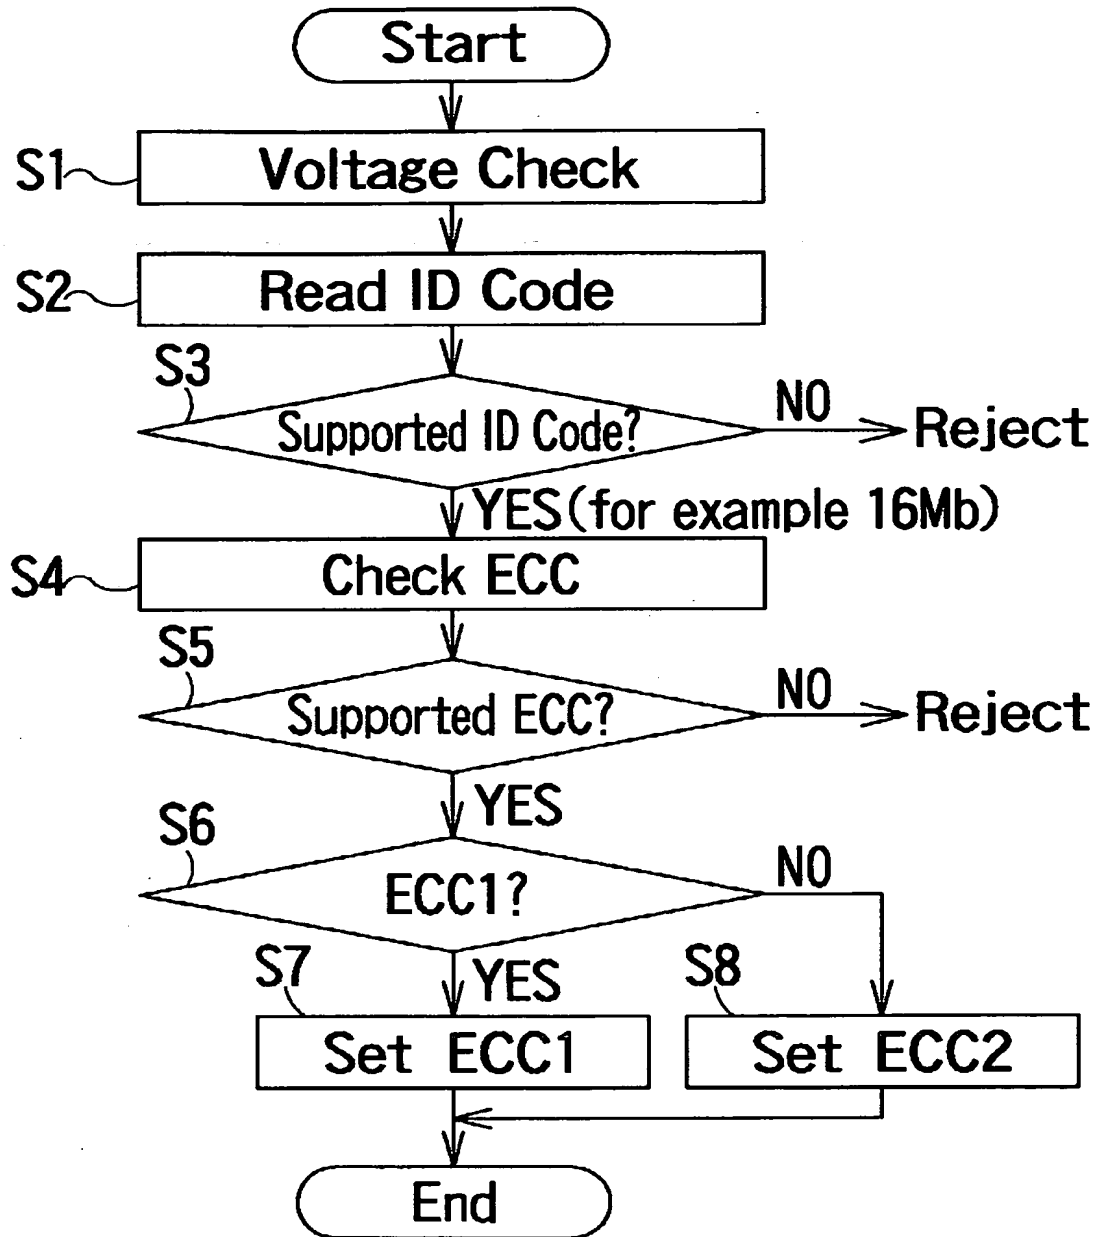 Start
S1 Voltage Check
S2 Read ID Code
S3
Supported ID Code?
NO
Reject
YES(for example 16Mb)
S4 Check ECC
S5
Supported ECC?
NO
Reject
YES
S6
ECC1?
NO
S7
YES
S8
Set ECC1
Set ECC2
End